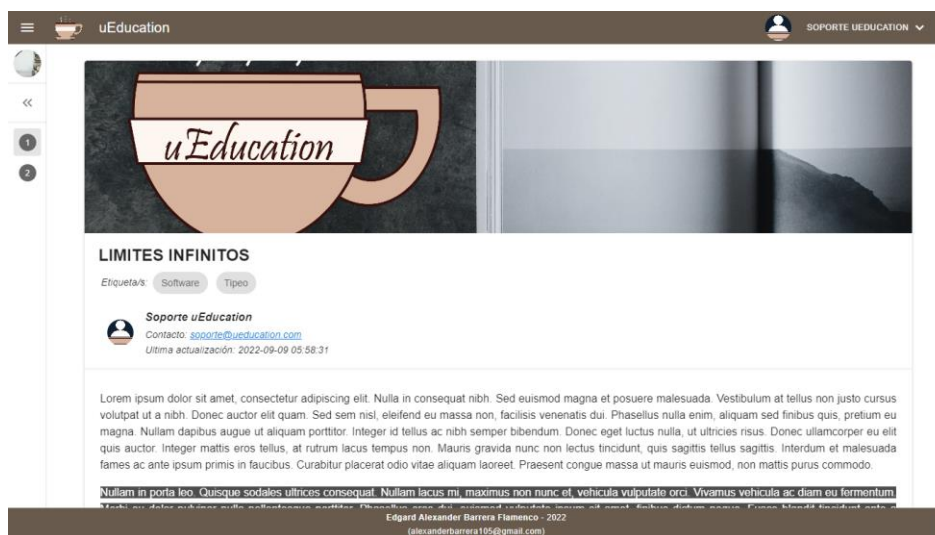 uEducation
SOPORTE UEDUCATION
1
2
uEducation
LIMITES INFINITOS
Etiqueta/s: Software Tipeo
Soporte uEducation
Contacto: soporte@ueducation.com
Ultima actualización: 2022-09-09 05:58:31
Lorem ipsum dolor sit amet, consectetur adipiscing elit. Nulla in consequat nibh. Sed euismod magna et posuere malesuada. Vestibulum at tellus non justo cursus
volutpat ut a nibh. Donec auctor elit quam. Sed sem nisl, eleifend eu massa non, facilisis venenatis dui. Phasellus nulla enim, aliquam sed finibus quis, pretium eu
magna. Nullam dapibus augue ut aliquam porttitor. Integer id tellus ac nibh semper bibendum. Donec eget luctus nulla, ut ultricies risus. Donec ullamcorper eu elit
quis auctor. Integer mattis eros tellus, at rutrum lacus tempus non. Mauris gravida nunc non lectus tincidunt, quis sagittis tellus sagittis. Interdum et malesuada
fames ac ante ipsum primis in faucibus. Curabitur placerat odio vitae aliquam laoreet. Praesent congue massa ut mauris euismod, non mattis purus commodo.
Nullam in porta leo. Quisque sodales ultrices consequat. Nullam lacus mi, maximus non nunc et, vehicula vulputate orci. Vivamus vehicula ac diam eu fermentum.
Edgard Alexander Barrera Flamenco - 2022
(alexanderbarrera105@gmail.com)